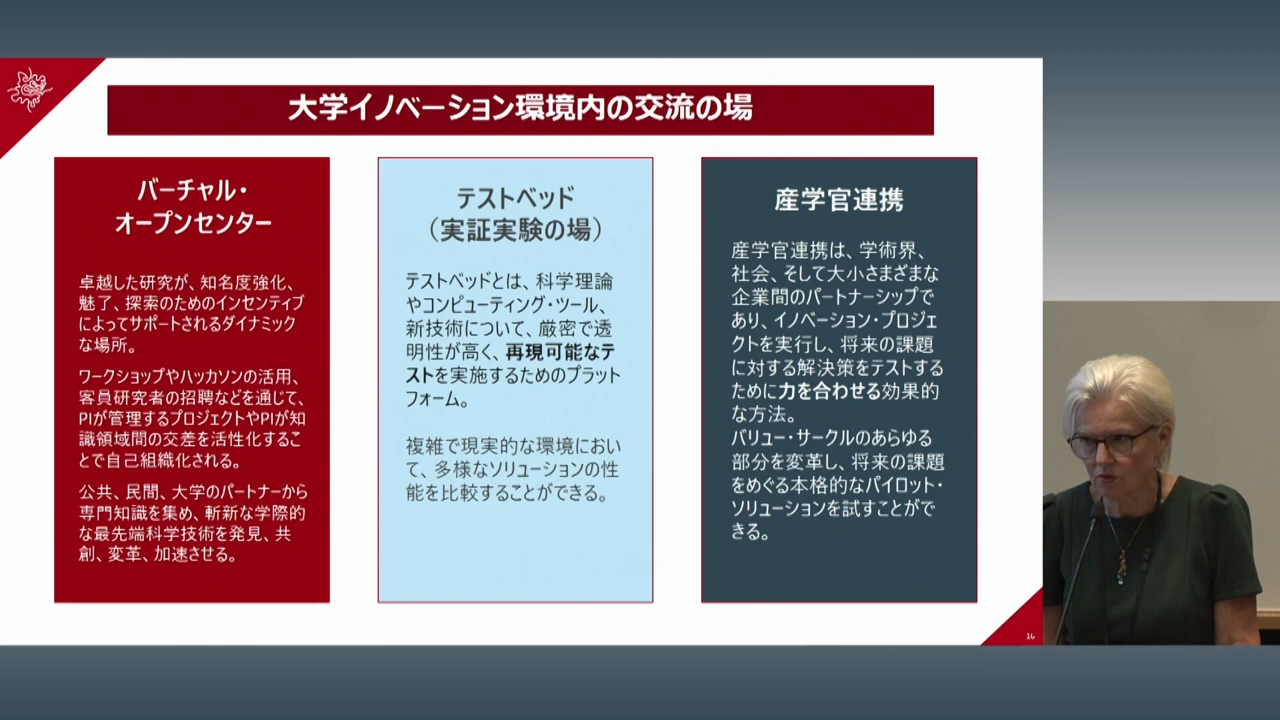 大学イノベーション環境内の交流の場
バーチャル・
オープンセンター
卓越した研究が、知名度強化、
魅了、探索のためのインセンティブ
によってサポートされるダイナミック
な場所。
ワークショップやハッカソンの活用、
客員研究者の招聘などを通じて、
PIが管理するプロジェクトやPIが知
識領域間の交差を活性化するこ
とで自己組織化される。
公共、民間、大学のパートナーから
専門知識を集め、斬新な学際的
な最先端科学技術を発見、共
創、変革、加速させる。
テストベッド
（実証実験の場）
テストベッドとは、科学理論
やコンピューティング・ツール、
新技術について、厳密で透
明性が高く、再現可能なテ
ストを実施するためのプラット
フォーム。
複雑で現実的な環境におい
て、多様なソリューションの性
能を比較することができる。
産学官連携
産学官連携は、学術界、
社会、そして大小さまざまな
企業間のパートナーシップで
あり、イノベーション・プロジェ
クトを実行し、将来の課題
に対する解決策をテストする
ために力を合わせる効果的
な方法。
バリュー・サークルのあらゆる
部分を変革し、将来の課題
をめぐる本格的なパイロット・
ソリューションを試すことがで
きる。
16